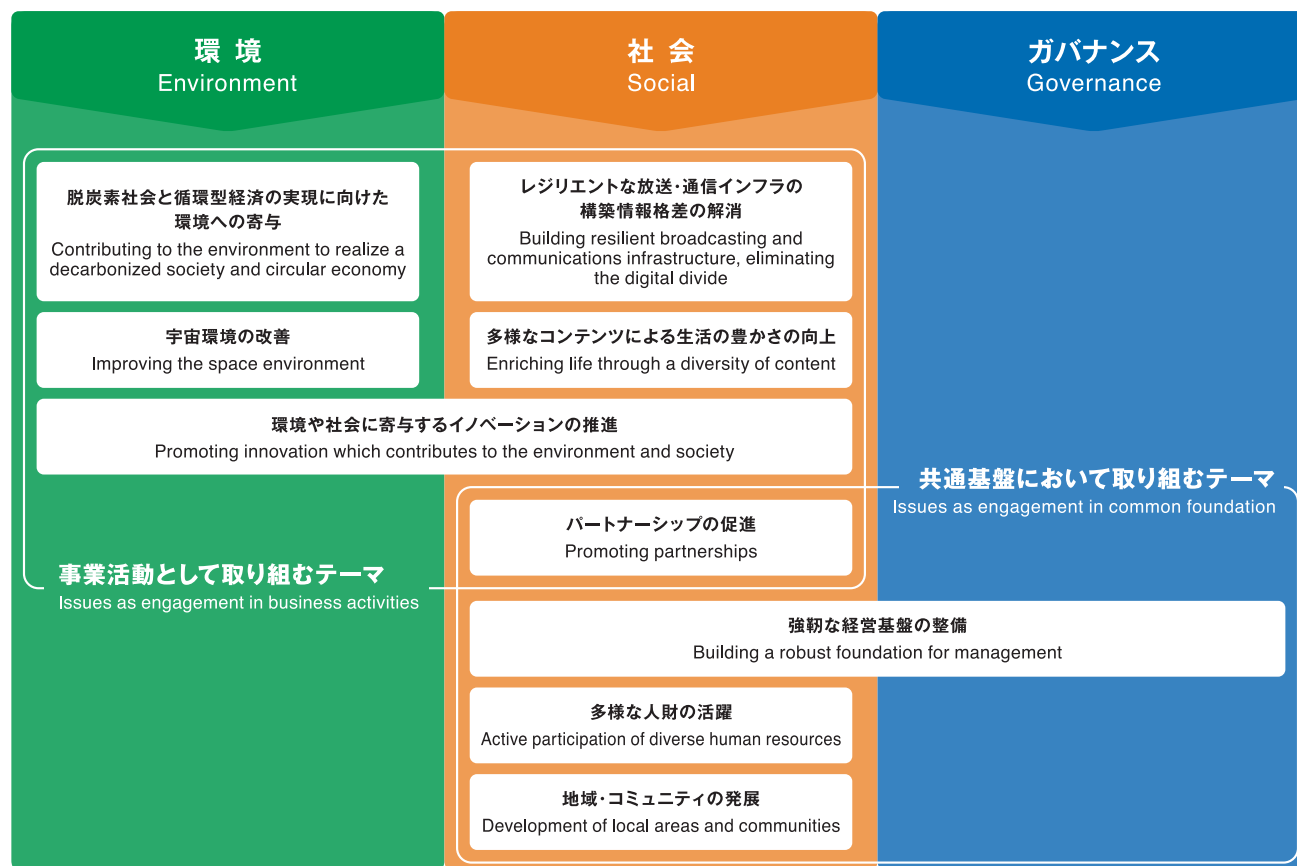 環境
Environment
社会
Social
ガバナンス
Governance
脱炭素社会と循環型経済の実現に向けた
環境への寄与
Contributing to the environment to realize a
decarbonized society and circular economy
レジリエントな放送・通信インフラの
構築情報格差の解消
Building resilient broadcasting and
communications infrastructure, eliminating
the digital divide
宇宙環境の改善
Improving the space environment
多様なコンテンツによる生活の豊かさの向上
Enriching life through a diversity of content
環境や社会に寄与するイノベーションの推進
Promoting innovation which contributes to the environment and society
共通基盤において取り組むテーマ
Issues as engagement in common foundation
パートナーシップの促進
Promoting partnerships
事業活動として取り組むテーマ
Issues as engagement in business activities
強靭な経営基盤の整備
Building a robust foundation for management
多様な人財の活躍
Active participation of diverse human resources
地域・コミュニティの発展
Development of local areas and communities